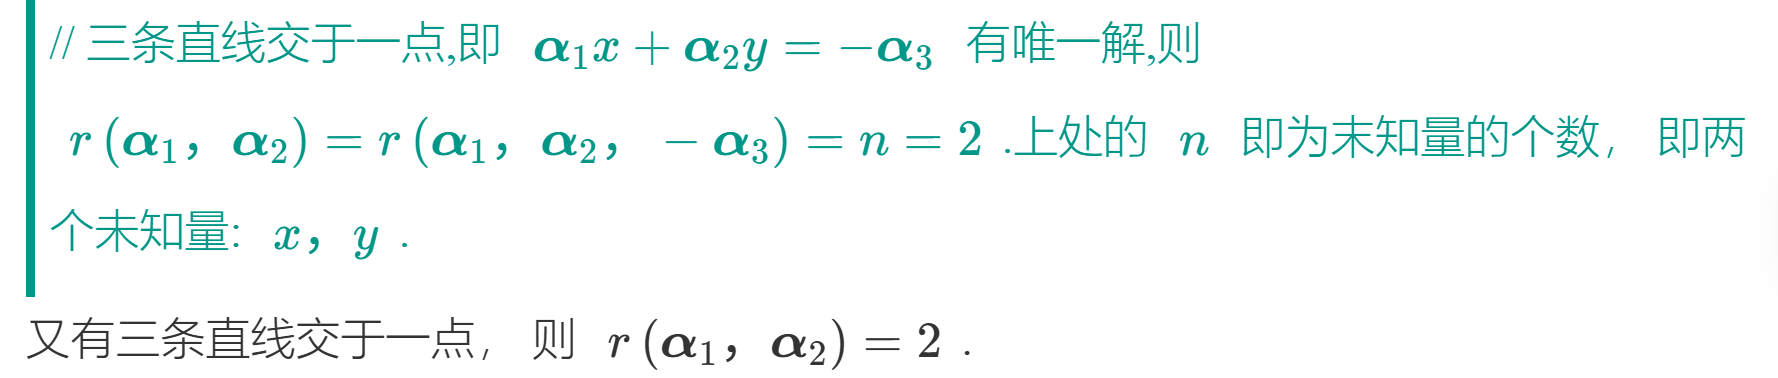 // 三条直线交于一点,即 α₁x + α₂y = −α₃ 有唯一解,则
r (α₁, α₂) = r (α₁, α₂, −α₃) = n = 2 .上处的 n 即为末知量的个数, 即两
个未知量: x, y .
又有三条直线交于一点, 则 r (α₁, α₂) = 2 .